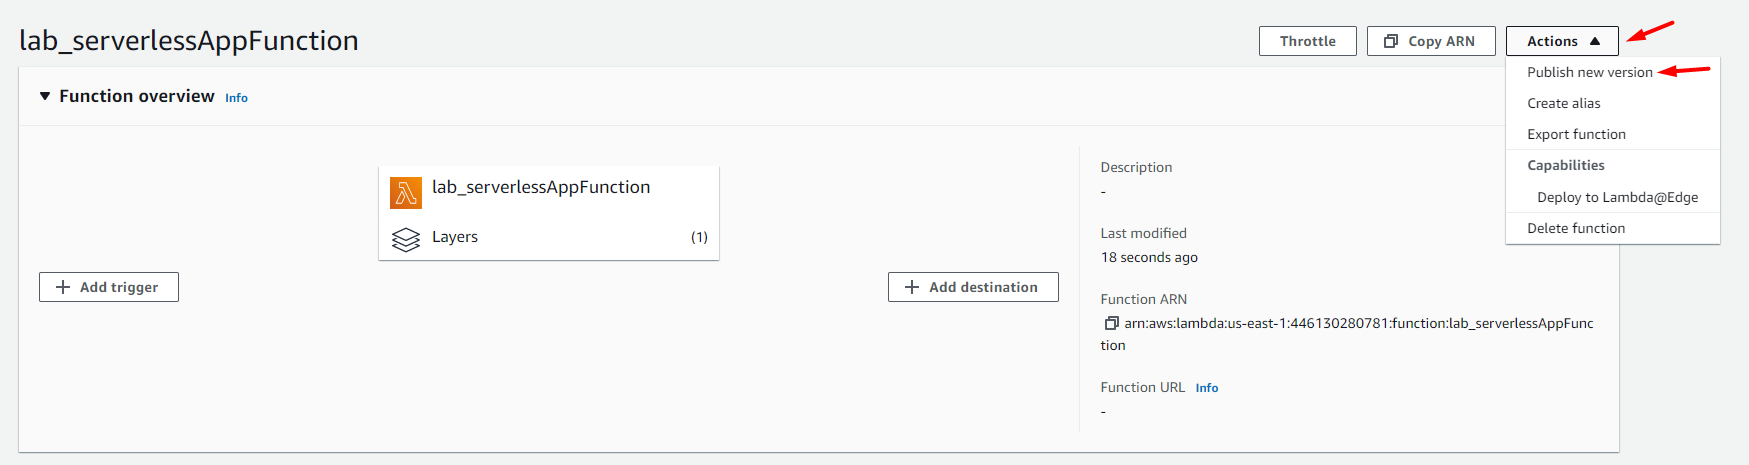 lab_serverlessAppFunction
Throttle
Copy ARN
Actions
Publish new version
Create alias
Export function
Capabilities
Deploy to Lambda@Edge
Delete function
Function overview Info
lab_serverlessAppFunction
Layers (1)
Add trigger
Add destination
Description
-
Last modified
18 seconds ago
Function ARN
arn:aws:lambda:us-east-1:446130280781:function:lab_serverlessAppFunc
tion
Function URL Info
-